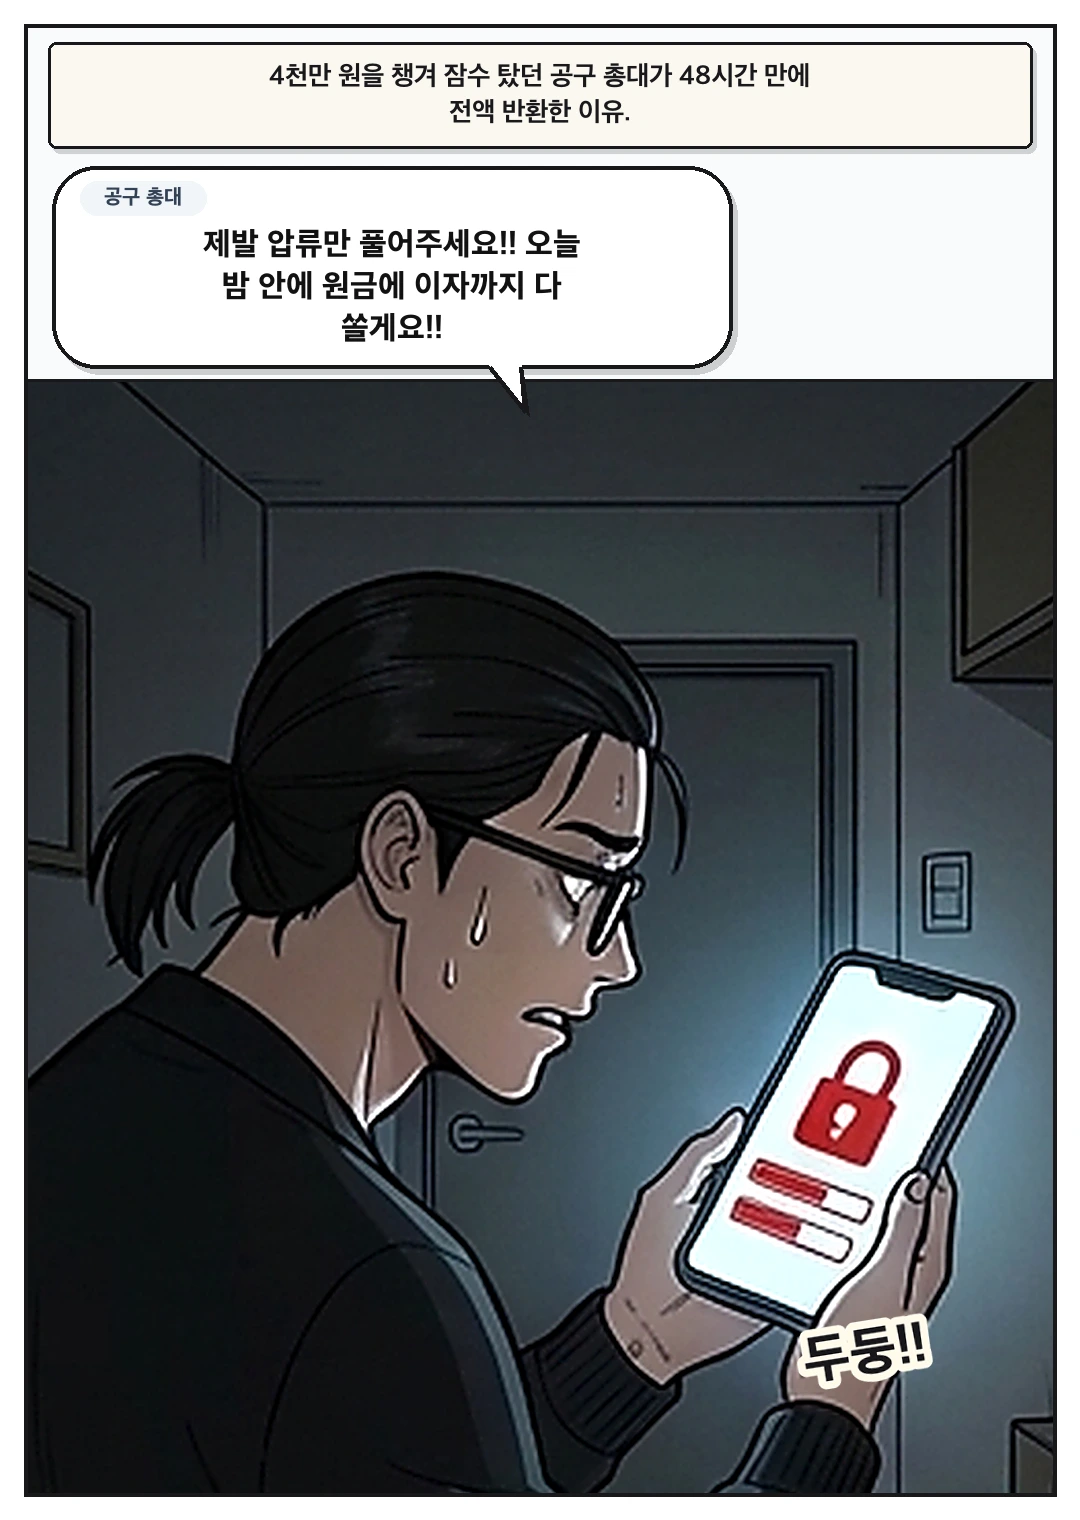 4천만 원을 챙겨 잠수 탔던 공구 총대가 48시간 만에
전액 반환한 이유.
공구 총대
제발 압류만 풀어주세요!! 오늘
밤 안에 원금에 이자까지 다
쏠게요!!
두둥!!